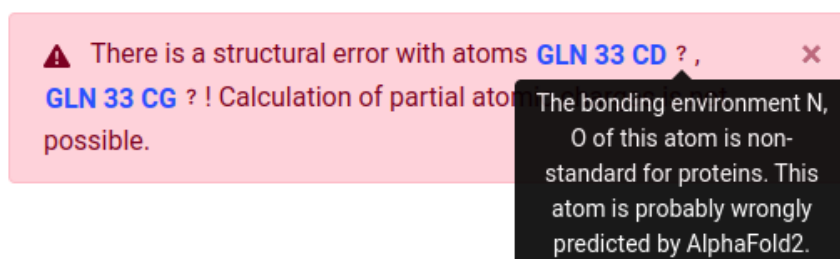 There is a structural error with atoms GLN 33 CD ? , ×
GLN 33 CG ? ! Calculation of partial atom
possible.
The bonding environment N,
O of this atom is non-
standard for proteins. This
atom is probably wrongly
predicted by AlphaFold2.